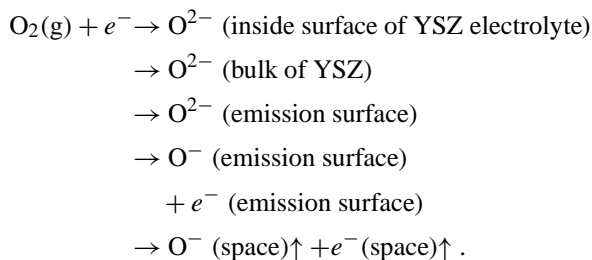 O₂(g) + e⁻ → O²⁻ (inside surface of YSZ electrolyte)
→ O²⁻ (bulk of YSZ)
→ O²⁻ (emission surface)
→ O⁻ (emission surface)
+ e⁻ (emission surface)
→ O⁻ (space)↑ +e⁻(space)↑ .